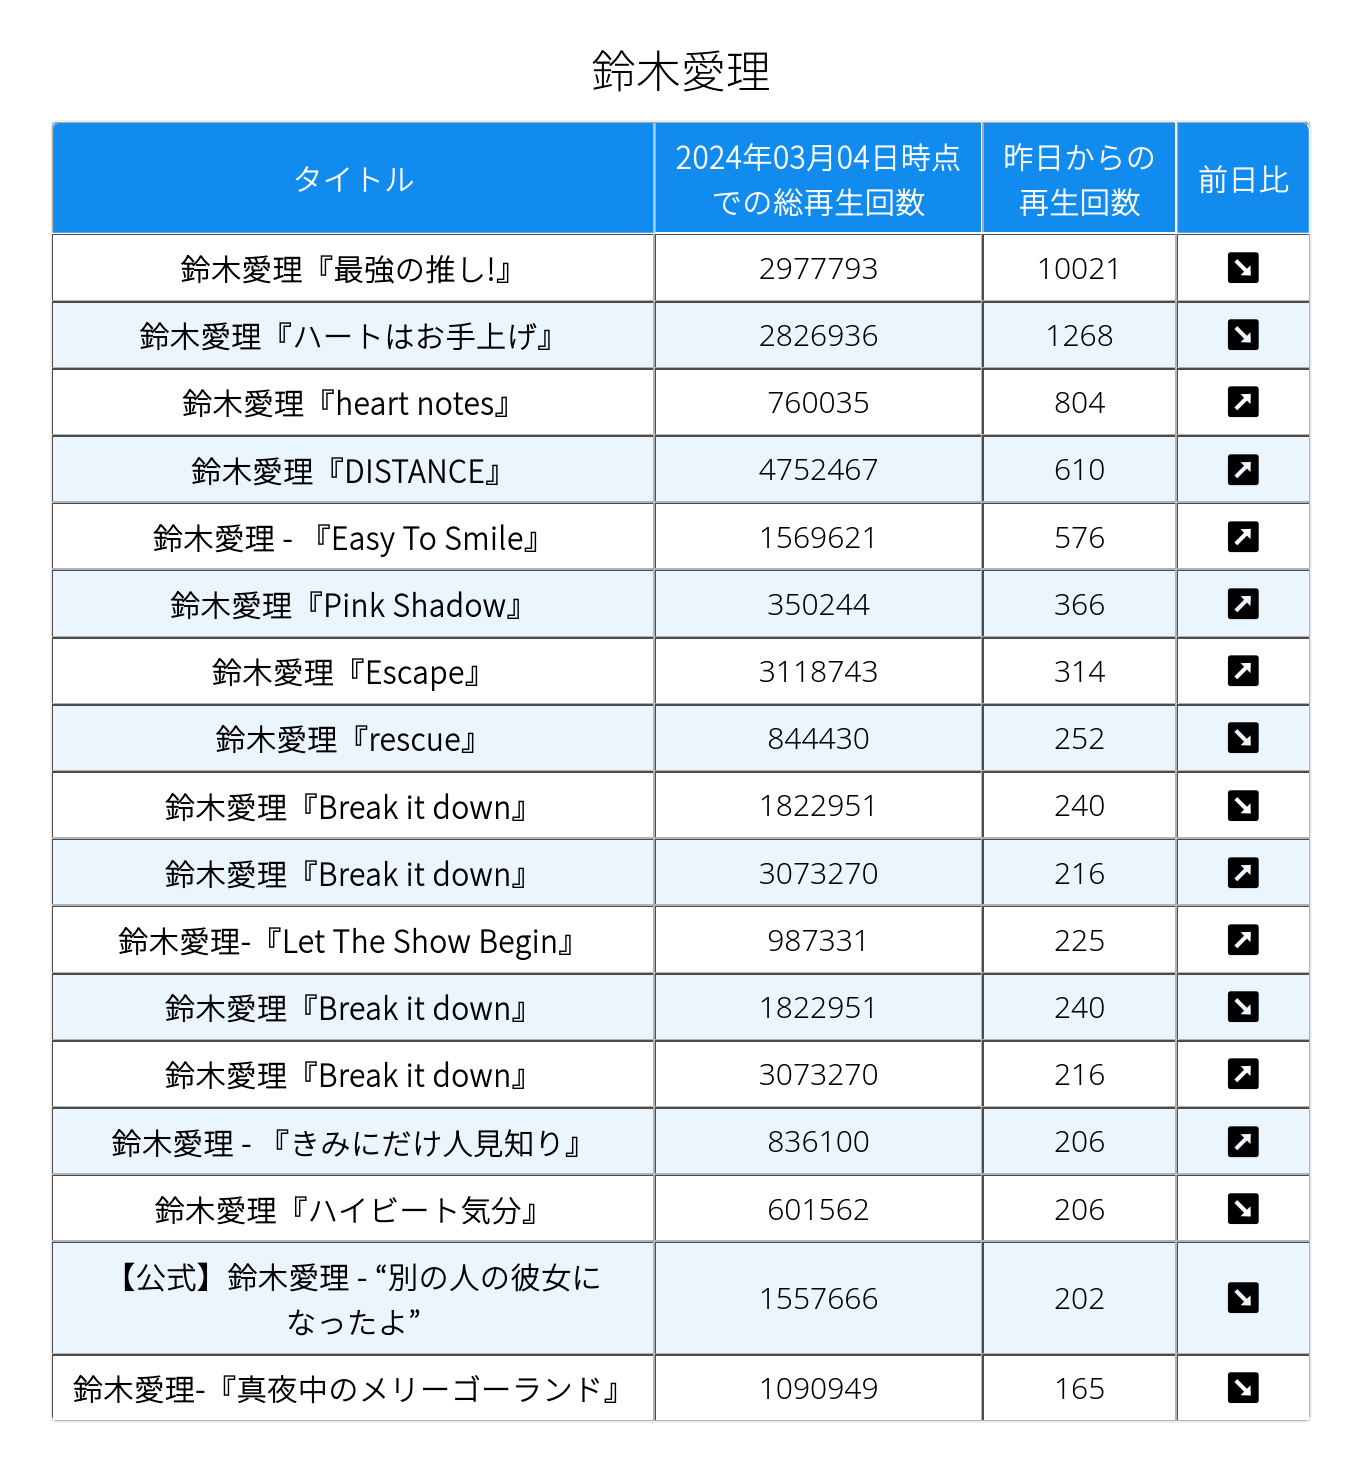 鈴木愛理
タイトル 2024年03月04日時点 昨日からの 前日比
での総再生回数 再生回数
鈴木愛理『最強の推し!』 2977793 10021 ↘
鈴木愛理『ハートはお手上げ』 2826936 1268 ↘
鈴木愛理『heart notes』 760035 804 ↗
鈴木愛理『DISTANCE』 4752467 610 ↗
鈴木愛理 - 『Easy To Smile』 1569621 576 ↗
鈴木愛理『Pink Shadow』 350244 366 ↗
鈴木愛理『Escape』 3118743 314 ↗
鈴木愛理『rescue』 844430 252 ↘
鈴木愛理『Break it down』 1822951 240 ↘
鈴木愛理『Break it down』 3073270 216 ↗
鈴木愛理-『Let The Show Begin』 987331 225 ↗
鈴木愛理『Break it down』 1822951 240 ↘
鈴木愛理『Break it down』 3073270 216 ↗
鈴木愛理 - 『きみにだけ人見知り』 836100 206 ↗
鈴木愛理『ハイビート気分』 601562 206 ↘
【公式】鈴木愛理 - “別の人の彼女に
なったよ” 1557666 202 ↘
鈴木愛理-『真夜中のメリーゴーランド』 1090949 165 ↘